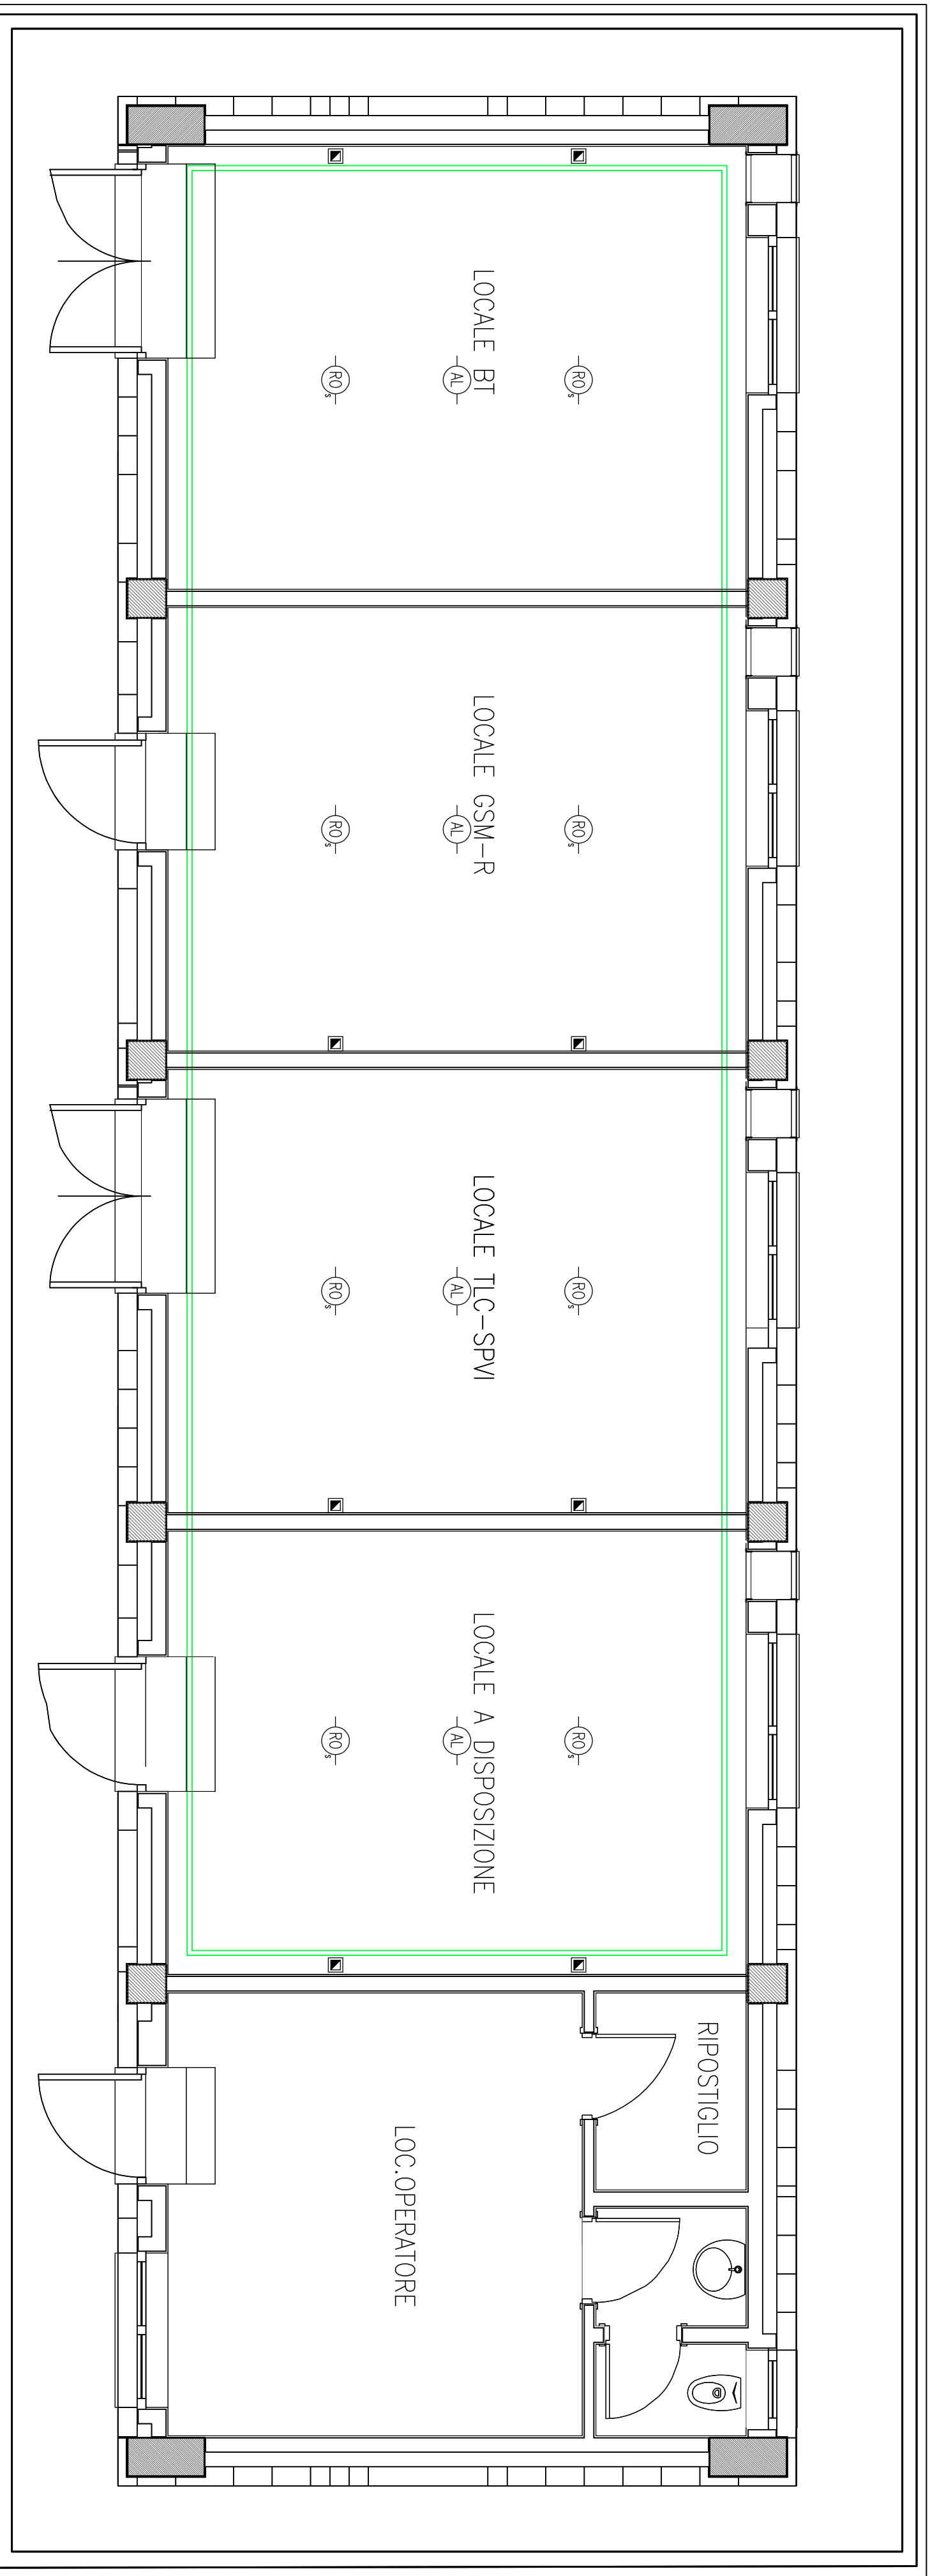 LOCALE BT
RO s
AL
RO s
LOCALE GSM-R
RO s
AL
RO s
LOCALE TLC-SPVI
RO s
AL
RO s
LOCALE A DISPOSIZIONE
RO s
AL
RO s
RIPOSTIGLIO
LOC.OPERATORE